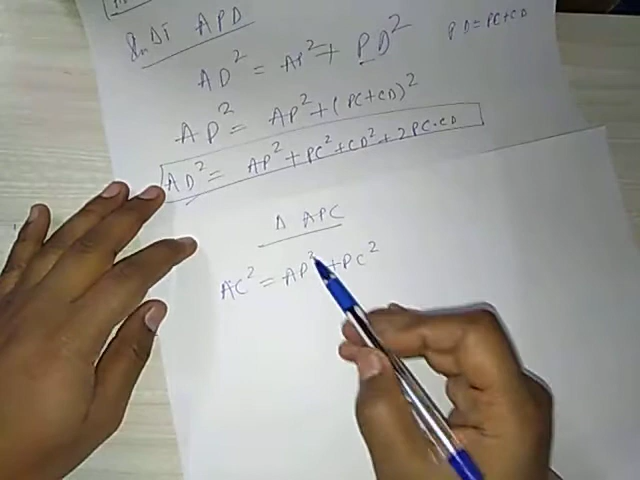 In Δ APD
AD² = AP² + PD²
PD = PC+CD
AD² = AP² + (PC+CD)²
AD² = AP² + PC² + CD² + 2PC·CD
Δ APC
AC² = AP² + PC²